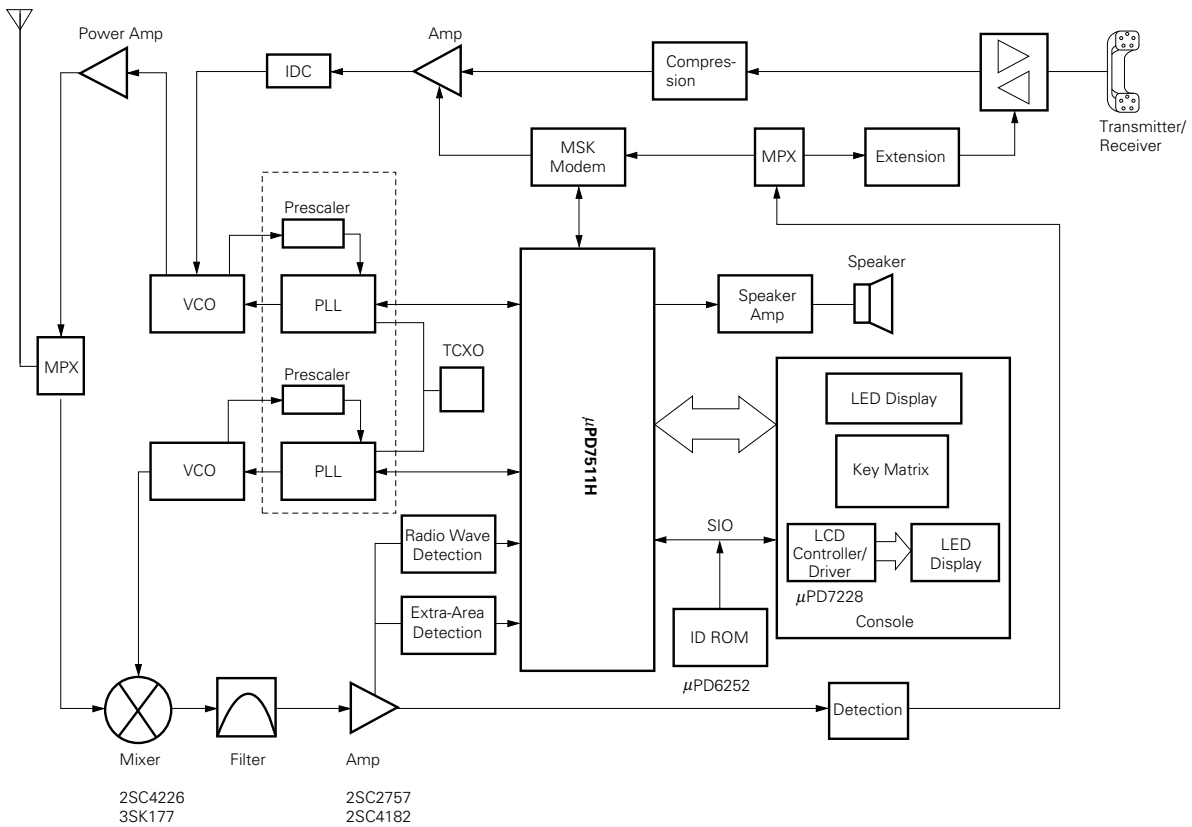 Power Amp
Amp
IDC
Compres-
sion
Transmitter/
Receiver
MSK
Modem
MPX
Extension
Prescaler
VCO
PLL
Speaker
Speaker
Amp
TCXO
MPX
Prescaler
VCO
PLL
μPD7511H
LED Display
Key Matrix
SIO
LCD
Controller/
Driver
LED
Display
μPD7228
Console
Radio Wave
Detection
Extra-Area
Detection
ID ROM
μPD6252
Detection
Mixer
Filter
Amp
2SC4226
3SK177
2SC2757
2SC4182